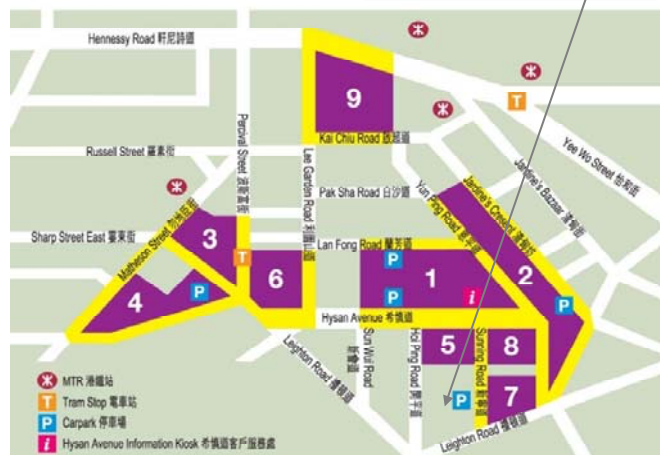 Hennessy Road 軒尼詩道
9
Kai Chiu Road 啟超道
Russell Street 羅素街
Percival Street 波斯富街
Lee Garden Road 利園山道
Yee Wo Street 怡和街
Jardine's Bazaar 渣甸街
Jardine's Crescent 渣甸坊
Pak Sha Road 白沙道
Yun Ping Road 恩平道
Matheson Street 勿地臣街
Sharp Street East 霎東街
3
T
Lan Fong Road 蘭芳道
P
6
1
2
4
P
P
i
P
Hysan Avenue 希慎道
Leighton Road 禮頓道
Sun Wui Road 新會道
Hoi Ping Road 開平道
5
Sunning Road 新寧道
8
7
P
Leighton Road 禮頓道
MTR 港鐵站
T Tram Stop 電車站
P Carpark 停車場
i Hysan Avenue Information Kiosk 希慎道客戶服務處
T